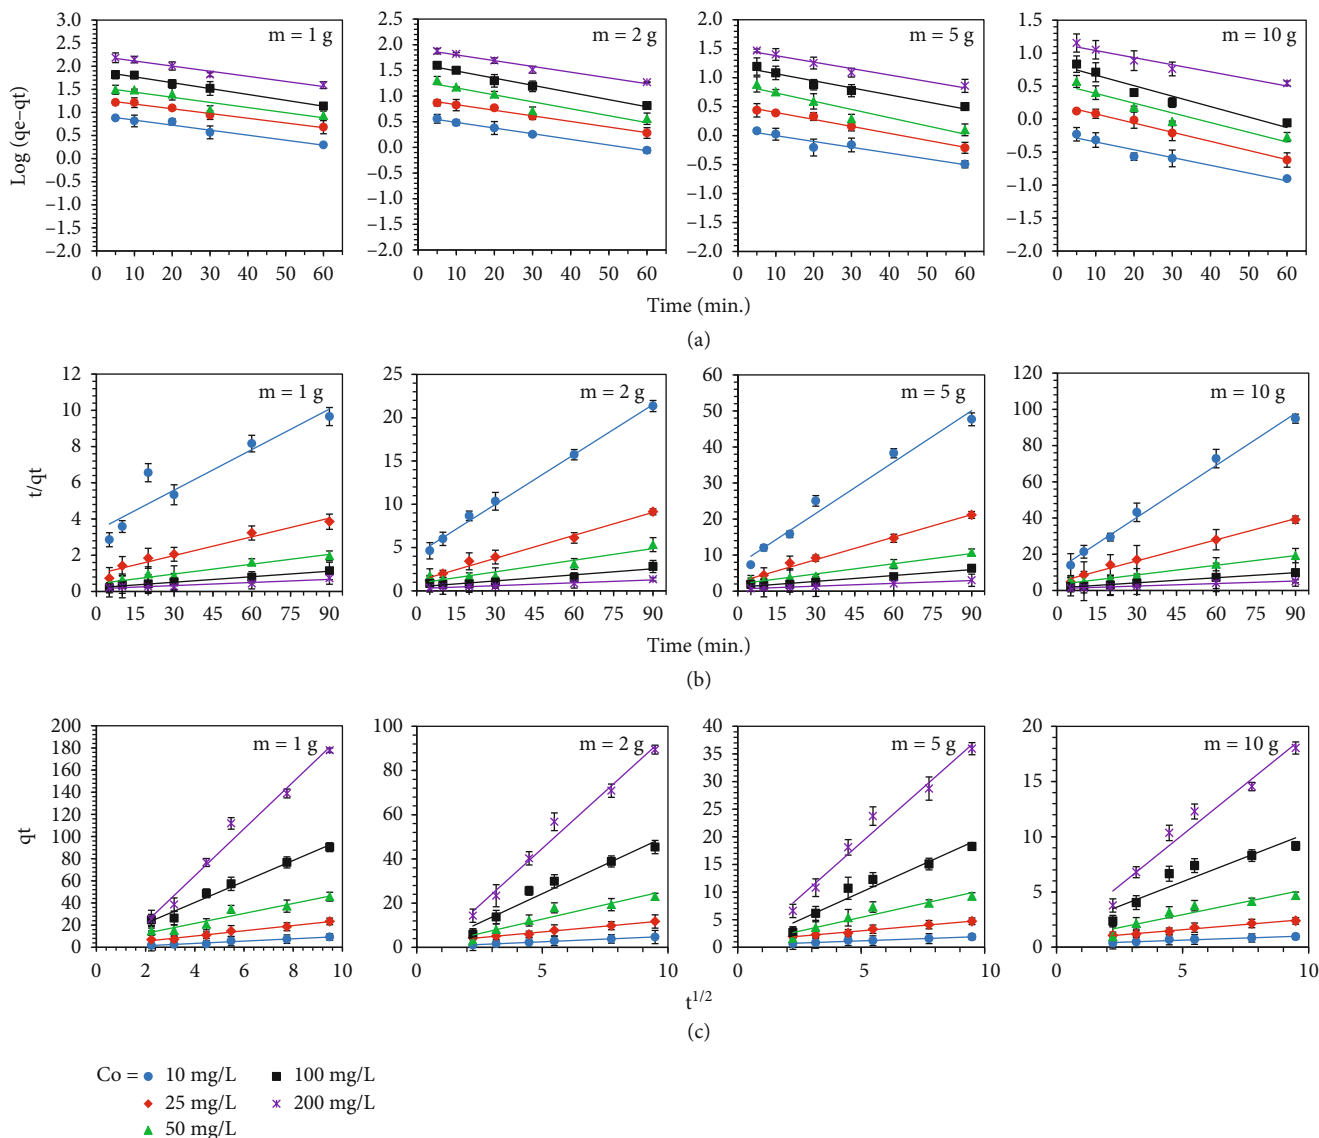 m = 1 g
m = 2 g
m = 5 g
m = 10 g
Log (qe–qt)
3.0
2.5
2.0
1.5
1.0
0.5
0.0
–0.5
–1.0
–1.5
–2.0
0 10 20 30 40 50 60
2.5
2.0
1.5
1.0
0.5
0.0
–0.5
–1.0
–1.5
–2.0
0 10 20 30 40 50 60
2.0
1.5
1.0
0.5
0.0
–0.5
–1.0
–1.5
–2.0
0 10 20 30 40 50 60
1.5
1.0
0.5
0.0
–0.5
–1.0
–1.5
–2.0
0 10 20 30 40 50 60
Time (min.)
(a)
m = 1 g
m = 2 g
m = 5 g
m = 10 g
t/qt
12
10
8
6
4
2
0
0 15 30 45 60 75 90
25
20
15
10
5
0
0 15 30 45 60 75 90
60
50
40
30
20
10
0
0 15 30 45 60 75 90
120
100
80
60
40
20
0
0 15 30 45 60 75 90
Time (min.)
(b)
m = 1 g
m = 2 g
m = 5 g
m = 10 g
qt
200
180
160
140
120
100
80
60
40
20
0
0 2 4 6 8 10
100
80
60
40
20
0
0 5 10
40
35
30
25
20
15
10
5
0
0 5 10
20
15
10
5
0
0 5 10
t1/2
(c)
Co = 10 mg/L 100 mg/L
25 mg/L 200 mg/L
50 mg/L